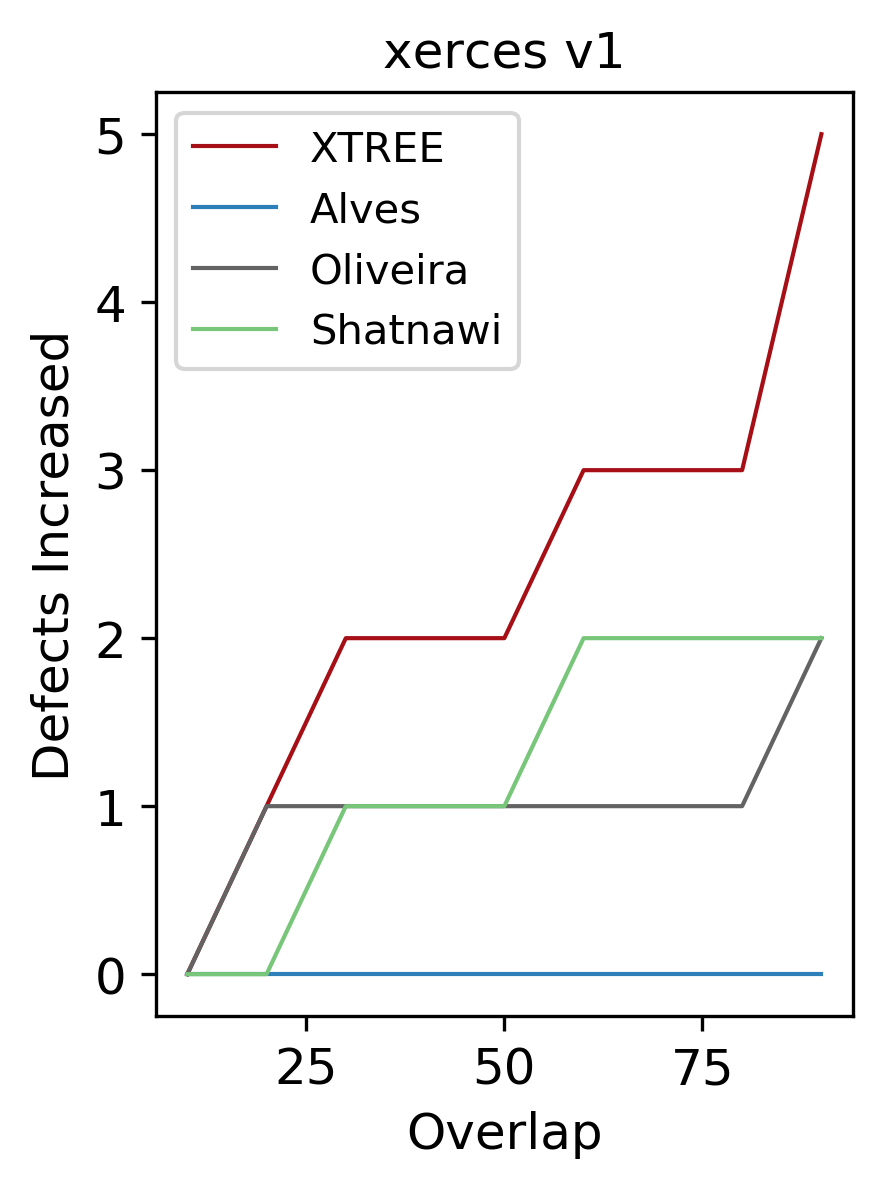 xerces v1
5
4
3
2
1
0
Defects Increased
XTREE
Alves
Oliveira
Shatnawi
25 50 75
Overlap